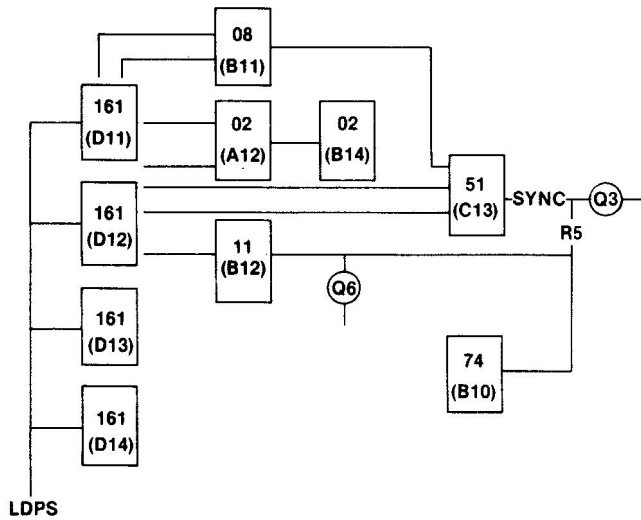 08
(B11)
161
(D11)
02
(A12)
02
(B14)
161
(D12)
51
(C13)
SYNC
Q3
R5
11
(B12)
Q6
161
(D13)
74
(B10)
161
(D14)
LDPS